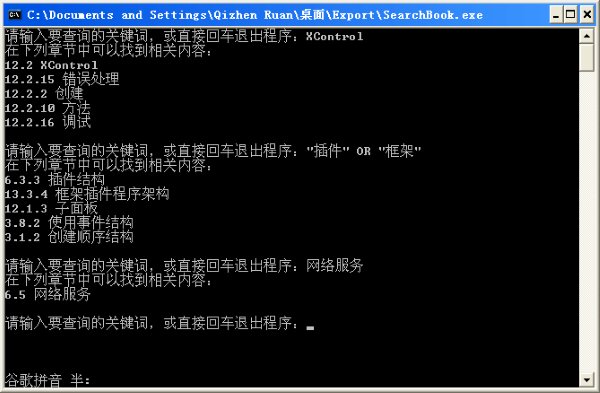 C:\Documents and Settings\Qizhen Ruan\桌面\Export\SearchBook.exe
请输入要查询的关键词，或直接回车退出程序：XControl
在下列章节中可以找到相关内容：
12.2 XControl
12.2.15 错误处理
12.2.2 创建
12.2.10 方法
12.2.16 调试
请输入要查询的关键词，或直接回车退出程序："插件" OR "框架"
在下列章节中可以找到相关内容：
6.3.3 插件结构
13.3.4 框架插件程序架构
12.1.3 子面板
3.8.2 使用事件结构
3.1.2 创建顺序结构
请输入要查询的关键词，或直接回车退出程序：网络服务
在下列章节中可以找到相关内容：
6.5 网络服务
请输入要查询的关键词，或直接回车退出程序：
谷歌拼音 半：